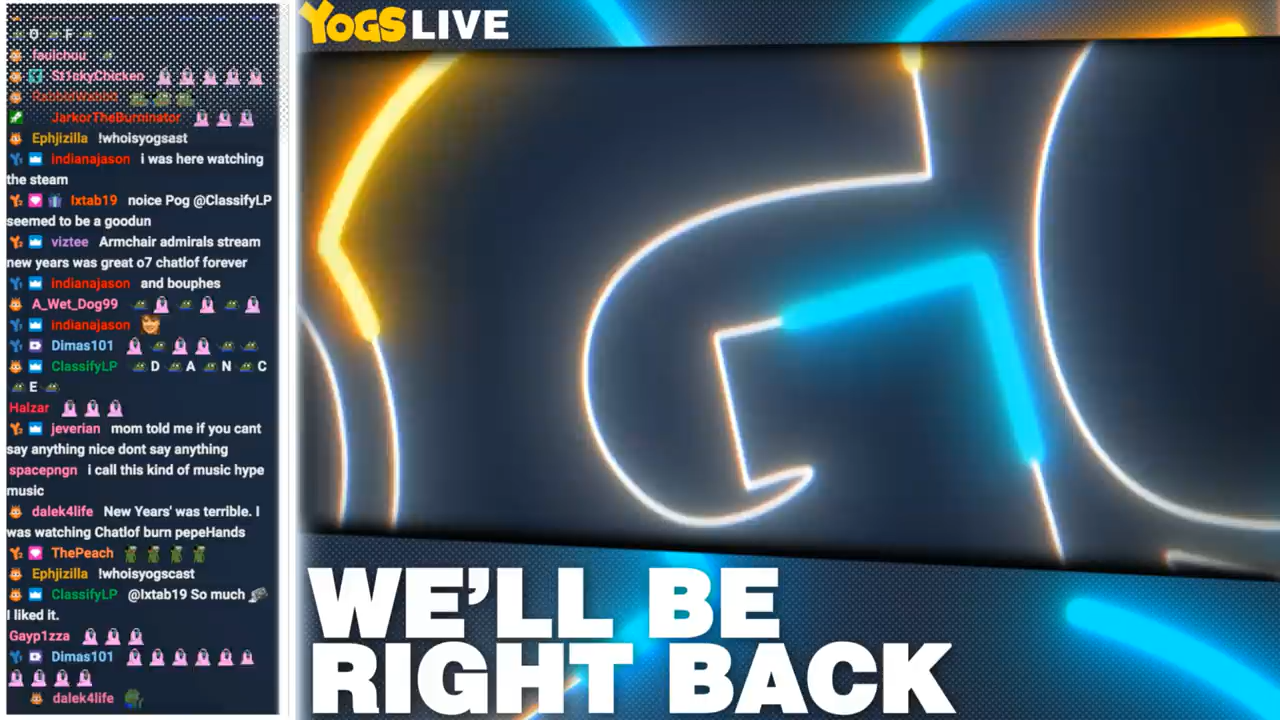 O F
faulchou
St1ckyChicken
JarkorTheBurninator
Ephjizilla !whoisyogsast
indianajason i was here watching
the steam
Ixtab19 noice Pog @ClassifyLP
seemed to be a goodun
viztee Armchair admirals stream
new years was great o7 chatlof forever
indianajason and bouphes
A_Wet_Dog99
indianajason
Dimas101
ClassifyLP D A N C
E
Halzar
jeverian mom told me if you cant
say anything nice dont say anything
spacepngn i call this kind of music hype
music
dalek4life New Years' was terrible. I
was watching Chatlof burn pepeHands
ThePeach
Ephjizilla !whoisyogscast
ClassifyLP @Ixtab19 So much
I liked it.
Gayp1zza
Dimas101
dalek4life
YOGS LIVE
WE'LL BE
RIGHT BACK